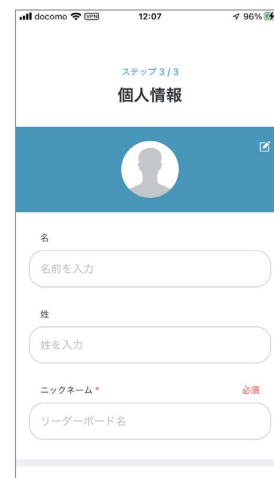 docomo VPN 12:07 96%
ステップ 3 / 3
個人情報
名
名前を入力
姓
姓を入力
ニックネーム * 必須
リーダーボード名